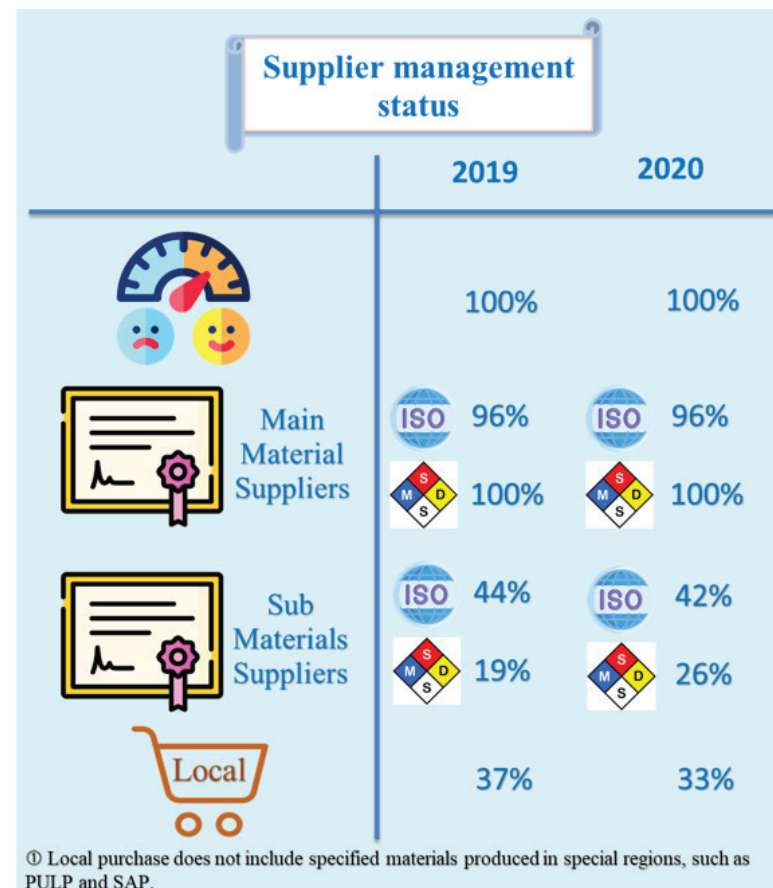 Supplier management
status
2019 2020
100% 100%
Main
Material
Suppliers
ISO 96% ISO 96%
M S D S 100% M S D S 100%
Sub
Materials
Suppliers
ISO 44% ISO 42%
M S D S 19% M S D S 26%
Local 37% 33%
① Local purchase does not include specified materials produced in special regions, such as
PULP and SAP.